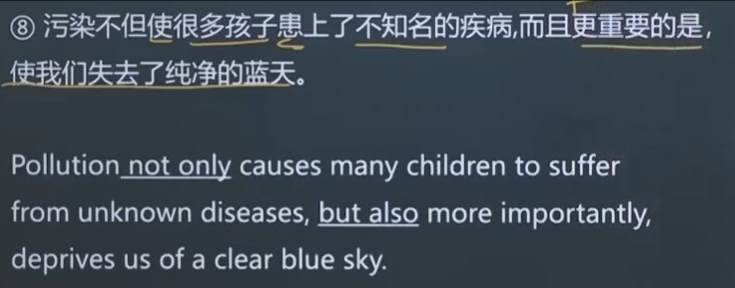 ⑧ 污染不但使很多孩子患上了不知名的疾病,而且更重要的是,
使我们失去了纯净的蓝天。
Pollution not only causes many children to suffer
from unknown diseases, but also more importantly,
deprives us of a clear blue sky.